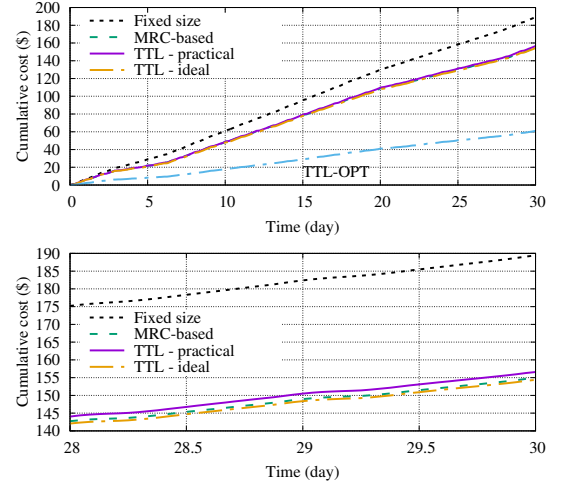 Cumulative cost ($)
200
180
160
140
120
100
80
60
40
20
0
Fixed size
MRC-based
TTL - practical
TTL - ideal
TTL-OPT
0 5 10 15 20 25 30
Time (day)
Cumulative cost ($)
190
185
180
175
170
165
160
155
150
145
140
Fixed size
MRC-based
TTL - practical
TTL - ideal
28 28.5 29 29.5 30
Time (day)